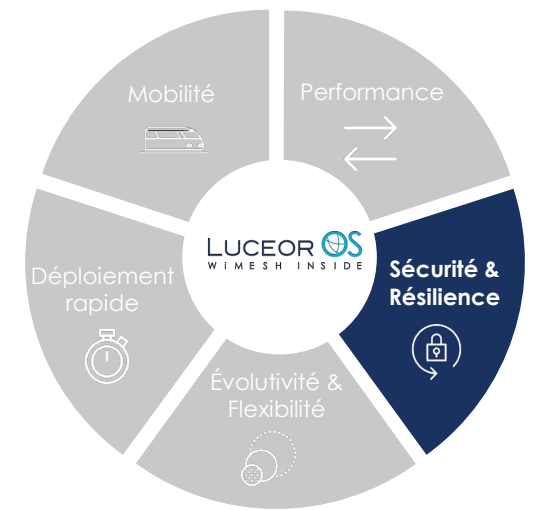 Mobilité
Performance
LUCEOR OS
WiMESH INSIDE
Sécurité &
Résilience
Déploiement
rapide
Évolutivité &
Flexibilité